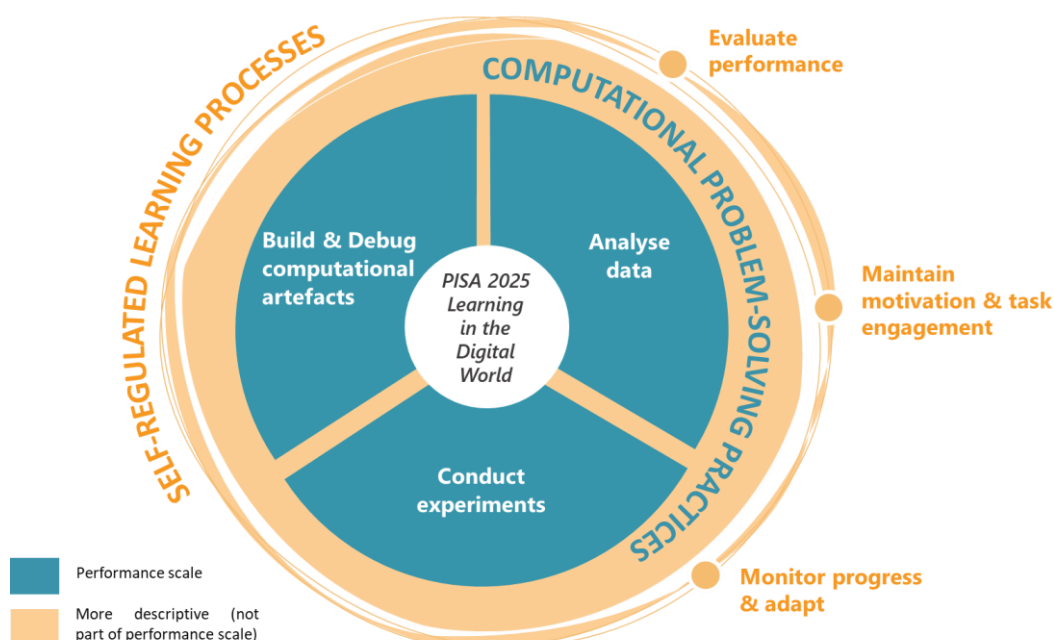 SELF-REGULATED LEARNING PROCESSES
COMPUTATIONAL PROBLEM-SOLVING PRACTICES
Evaluate
performance
Build & Debug
computational
artefacts
Analyse
data
PISA 2025
Learning
in the
Digital
World
Maintain
motivation & task
engagement
Conduct
experiments
Monitor progress
& adapt
Performance scale
More descriptive (not
part of performance scale)